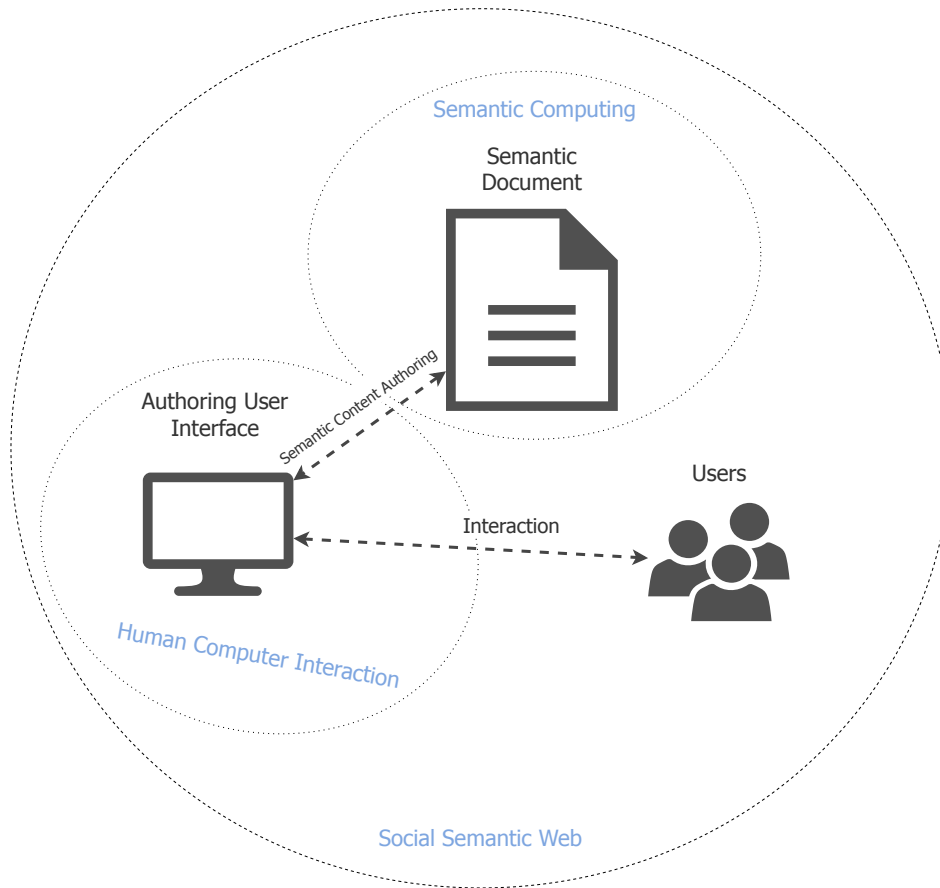 Semantic Computing
Semantic
Document
Semantic Content Authoring
Authoring User
Interface
Users
Interaction
Human Computer Interaction
Social Semantic Web